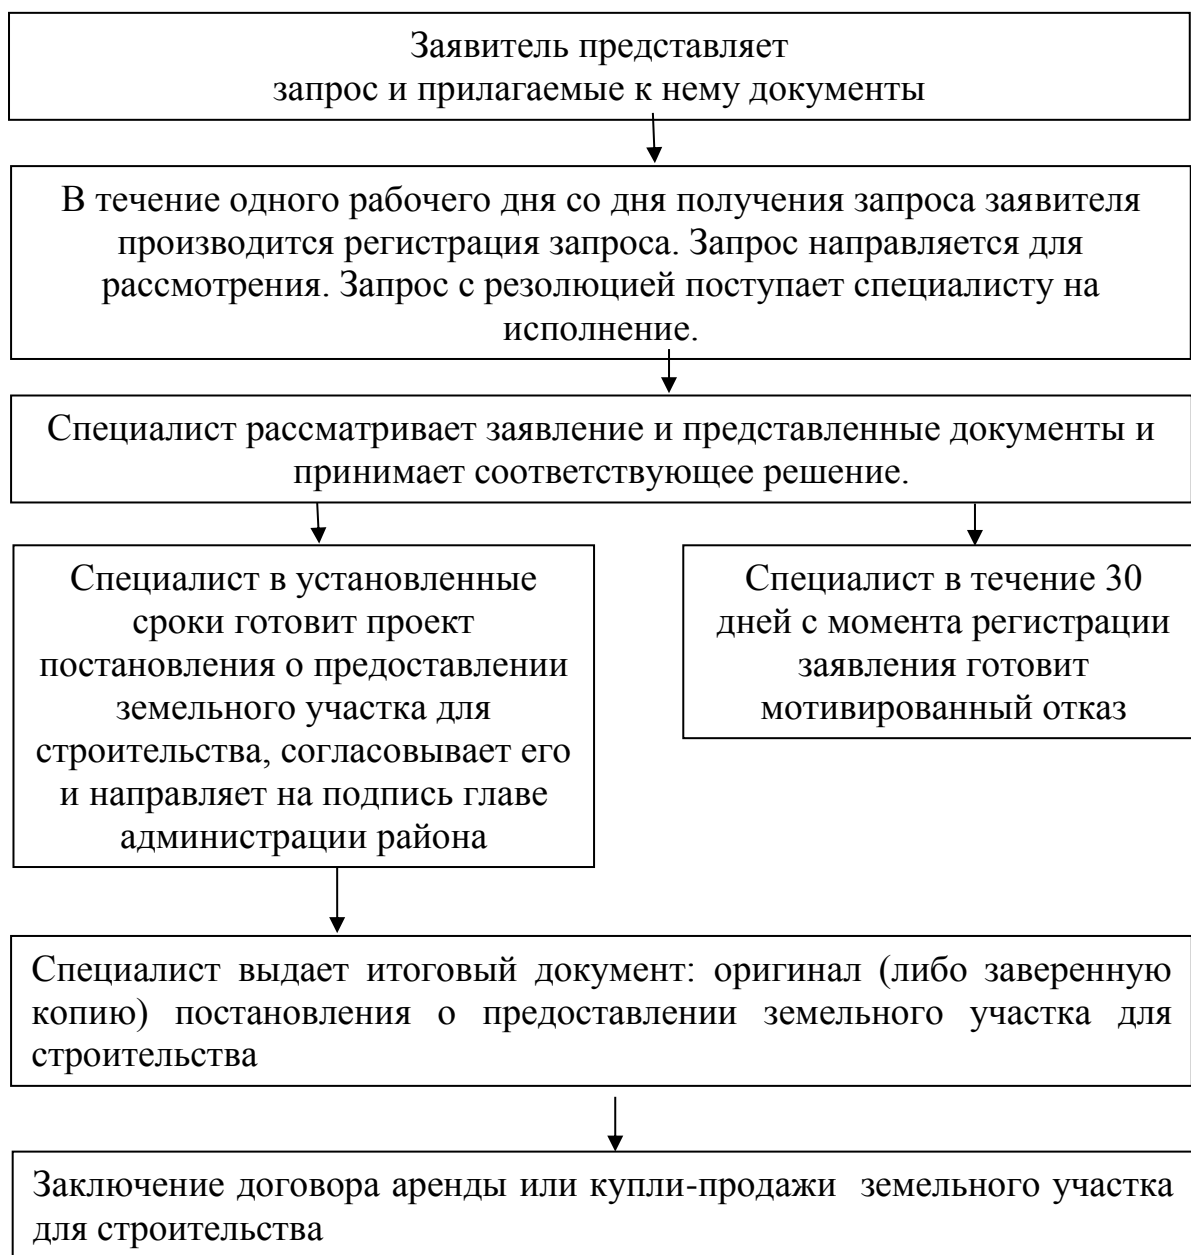 Заявитель представляет
запрос и прилагаемые к нему документы
В течение одного рабочего дня со дня получения запроса заявителя
производится регистрация запроса. Запрос направляется для
рассмотрения. Запрос с резолюцией поступает специалисту на
исполнение.
Специалист рассматривает заявление и представленные документы и
принимает соответствующее решение.
Специалист в установленные
сроки готовит проект
постановления о предоставлении
земельного участка для
строительства, согласовывает его
и направляет на подпись главе
администрации района
Специалист в течение 30
дней с момента регистрации
заявления готовит
мотивированный отказ
Специалист выдает итоговый документ: оригинал (либо заверенную
копию) постановления о предоставлении земельного участка для
строительства
Заключение договора аренды или купли-продажи земельного участка
для строительства